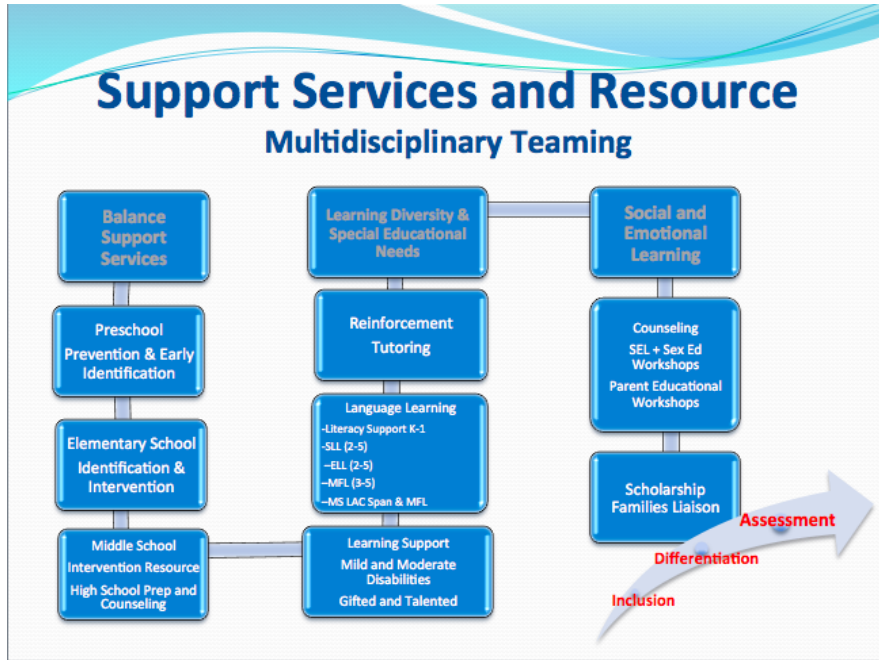 Support Services and Resource
Multidisciplinary Teaming
Balance
Support
Services
Preschool
Prevention & Early
Identification
Elementary School
Identification &
Intervention
Middle School
Intervention Resource
High School Prep and
Counseling
Learning Diversity &
Special Educational
Needs
Reinforcement
Tutoring
Language Learning
-Literacy Support K-1
-SLL (2-5)
–ELL (2-5)
–MFL (3-5)
–MS LAC Span & MFL
Learning Support
Mild and Moderate
Disabilities
Gifted and Talented
Social and
Emotional
Learning
Counseling
SEL + Sex Ed
Workshops
Parent Educational
Workshops
Scholarship
Families Liaison
Inclusion
Differentiation
Assessment